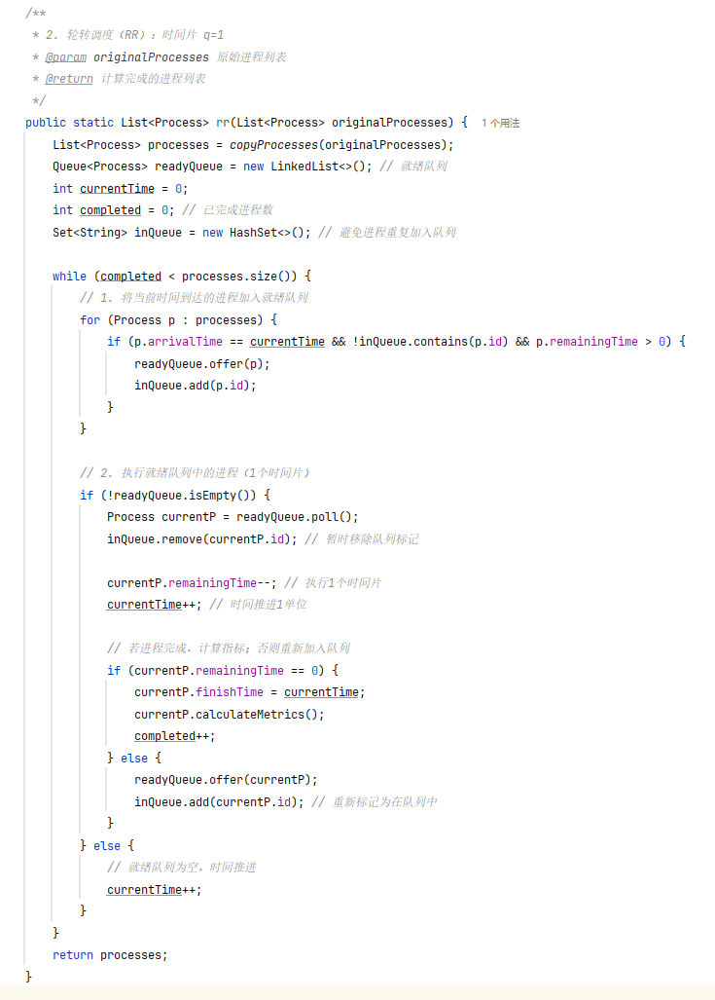 /**
 * 2. 轮转调度（RR）：时间片 q=1
 * @param originalProcesses 原始进程列表
 * @return 计算完成的进程列表
 */
public static List<Process> rr(List<Process> originalProcesses) { 1 个用法
    List<Process> processes = copyProcesses(originalProcesses);
    Queue<Process> readyQueue = new LinkedList<>(); // 就绪队列
    int currentTime = 0;
    int completed = 0; // 已完成进程数
    Set<String> inQueue = new HashSet<>(); // 避免进程重复加入队列

    while (completed < processes.size()) {
        // 1. 将当前时间到达的进程加入就绪队列
        for (Process p : processes) {
            if (p.arrivalTime == currentTime && !inQueue.contains(p.id) && p.remainingTime > 0) {
                readyQueue.offer(p);
                inQueue.add(p.id);
            }
        }

        // 2. 执行就绪队列中的进程（1个时间片）
        if (!readyQueue.isEmpty()) {
            Process currentP = readyQueue.poll();
            inQueue.remove(currentP.id); // 暂时移除队列标记

            currentP.remainingTime--; // 执行1个时间片
            currentTime++; // 时间推进1单位

            // 若进程完成，计算指标；否则重新加入队列
            if (currentP.remainingTime == 0) {
                currentP.finishTime = currentTime;
                currentP.calculateMetrics();
                completed++;
            } else {
                readyQueue.offer(currentP);
                inQueue.add(currentP.id); // 重新标记为在队列中
            }
        } else {
            // 就绪队列为空，时间推进
            currentTime++;
        }
    }
    return processes;
}